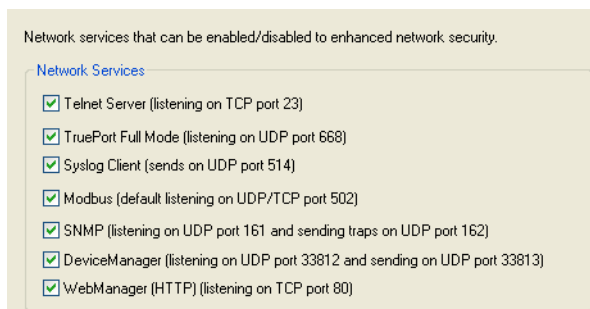 Network services that can be enabled/disabled to enhanced network security.
Network Services
Telnet Server (listening on TCP port 23)
TruePort Full Mode (listening on UDP port 668)
Syslog Client (sends on UDP port 514)
Modbus (default listening on UDP/TCP port 502)
SNMP (listening on UDP port 161 and sending traps on UDP port 162)
DeviceManager (listening on UDP port 33812 and sending on UDP port 33813)
WebManager (HTTP) (listening on TCP port 80)